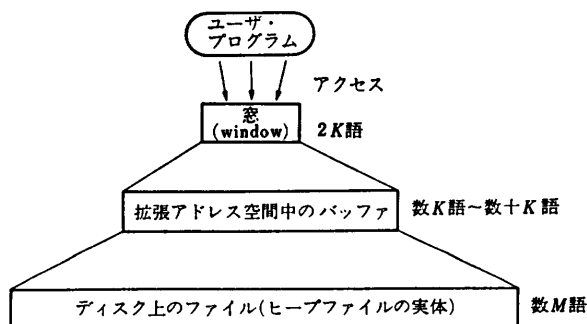 ユーザ・
プログラム
アクセス
窓
(window)
2K語
拡張アドレス空間中のバッファ
数K語〜数十K語
ディスク上のファイル(ヒープファイルの実体)
数M語